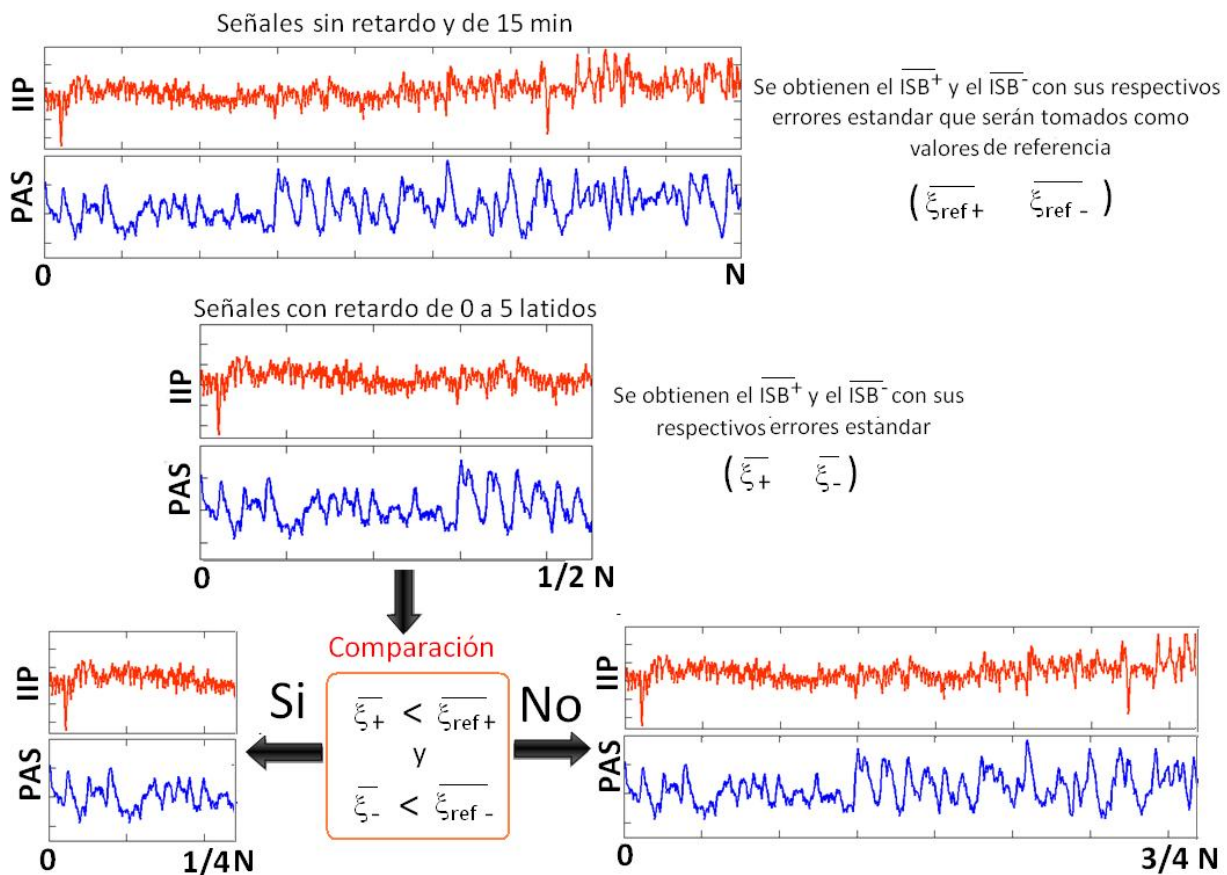 Señales sin retardo y de 15 min
IIP
PAS
0 N
Se obtienen el ISB⁺ y el ISB⁻ con sus respectivos
errores estandar que serán tomados como
valores de referencia
( ξref+ ξref - )
Señales con retardo de 0 a 5 latidos
IIP
PAS
0 1/2 N
Se obtienen el ISB⁺ y el ISB⁻ con sus
respectivos errores estándar
( ξ+ ξ- )
Comparación
Si
ξ+ < ξref+
y
ξ- < ξref -
No
IIP
PAS
0 1/4 N
IIP
PAS
0 3/4 N